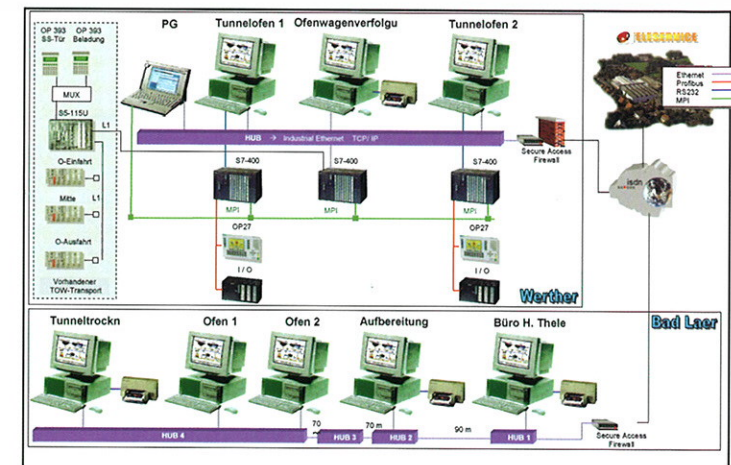 OP 393
SS-Tür
OP 393
Beladung
MUX
S5-115U
L1
O-Einfahrt
Mitte
L1
O-Ausfahrt
Vorhandener
TOW-Transport
PG
Tunnelofen 1
Ofenwagenverfolgu
Tunnelofen 2
HUB → Industrial Ethernet TCP/ IP
Secure Access
Firewall
S7-400
S7-400
S7-400
MPI
MPI
MPI
OP27
OP27
I / O
I / O
Werther
Ethernet
Profibus
RS232
MPI
isdn
Bad Laer
Tunneltrockn
Ofen 1
Ofen 2
Aufbereitung
Büro H. Thele
HUB 4
70
HUB 3
70 m
HUB 2
90 m
HUB 1
Secure Access
Firewall